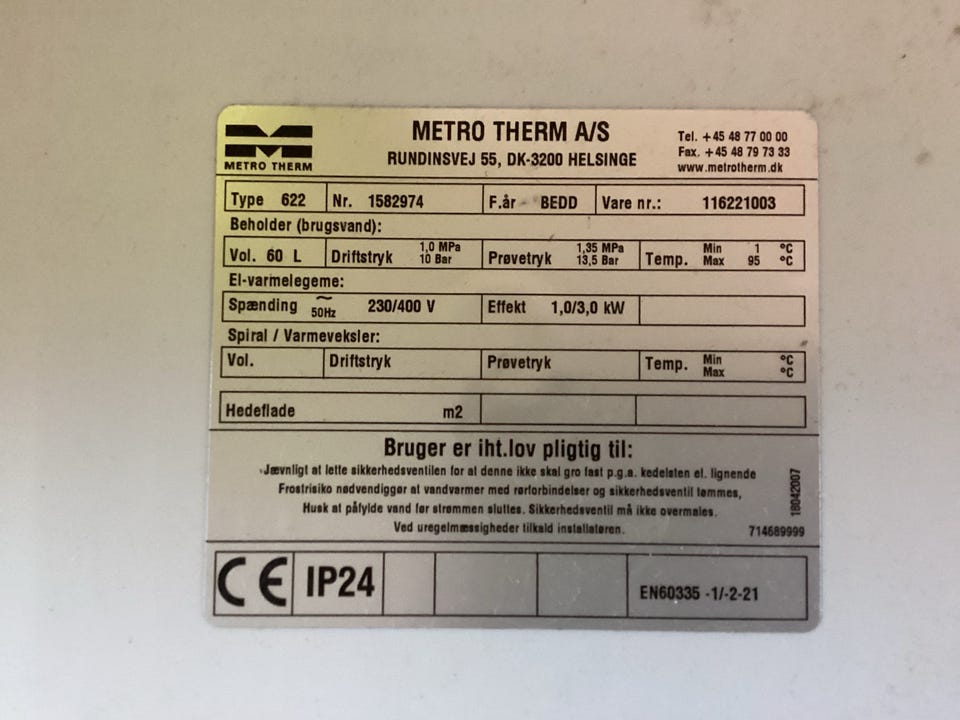 METRO THERM
METRO THERM A/S
RUNDINSVEJ 55, DK-3200 HELSINGE
Tel. +45 48 77 00 00
Fax. +45 48 79 73 33
www.metrotherm.dk
Type 622 Nr. 1582974 F.år BEDD Vare nr.: 116221003
Beholder (brugsvand):
Vol. 60 L Driftstryk 1,0 MPa 10 Bar Prøvetryk 1,35 MPa 13,5 Bar Temp. Min 1 °C Max 95 °C
El-varmelegeme:
Spænding ~ 50Hz 230/400 V Effekt 1,0/3,0 kW
Spiral / Varmeveksler:
Vol. Driftstryk Prøvetryk Temp. Min °C Max °C
Hedeflade m2
Bruger er iht.lov pligtig til:
Jævnligt at lette sikkerhedsventilen for at denne ikke skal gro fast p.g.a. kedelsten el. lignende
Frostrisiko nødvendiggør at vandvarmer med rørforbindelser og sikkerhedsventil tømmes,
Husk at påfylde vand før strømmen sluttes. Sikkerhedsventil må ikke overmales.
Ved uregelmæssigheder tilkald installatøren.
18042007
714689999
CE IP24 EN60335 -1/-2-21